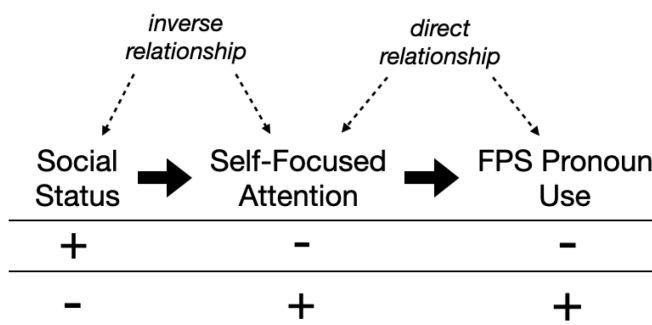 inverse
relationship
direct
relationship
Social
Status
Self-Focused
Attention
FPS Pronoun
Use
+ - -
- + +